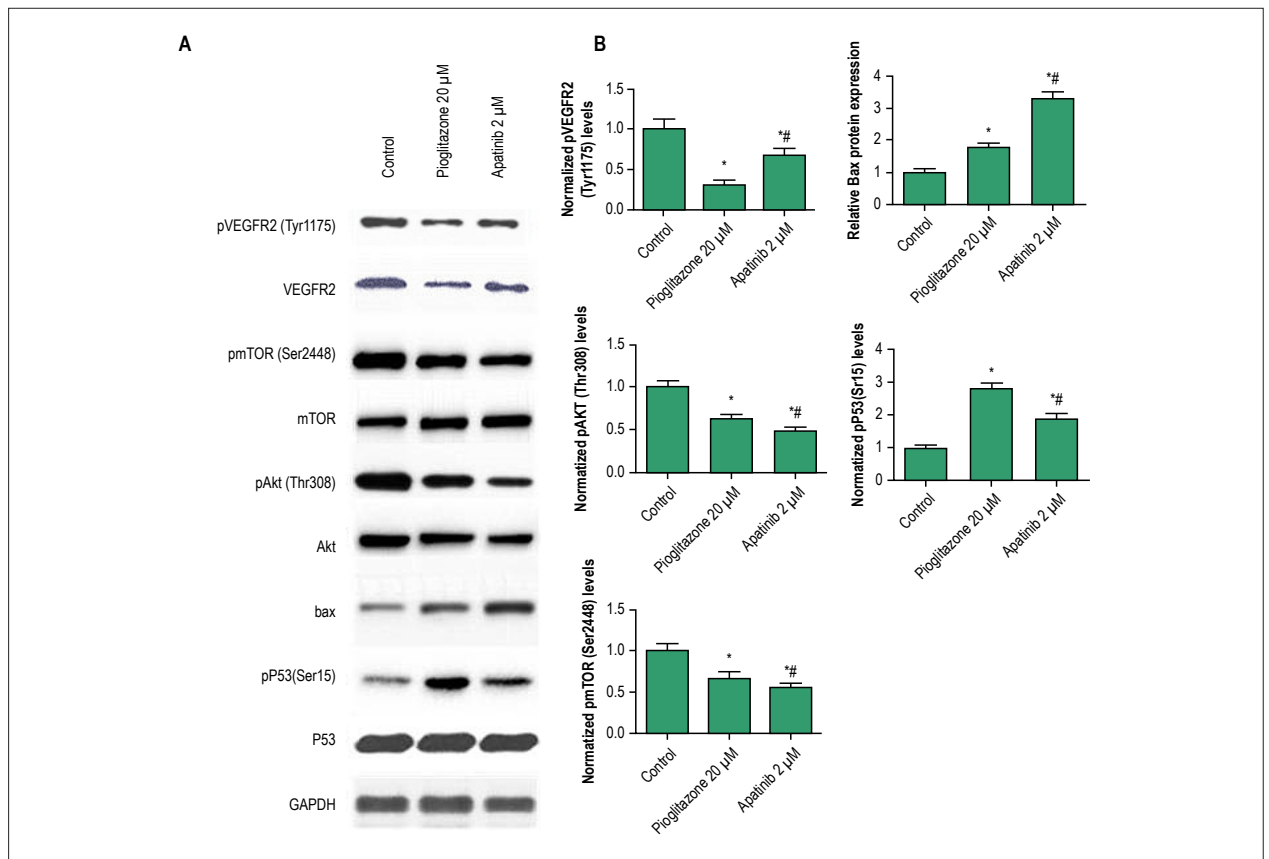 A
Control
Pioglitazone 20 µM
Apatinib 2 µM
pVEGFR2 (Tyr1175)
VEGFR2
pmTOR (Ser2448)
mTOR
pAkt (Thr308)
Akt
bax
pP53(Ser15)
P53
GAPDH
B
Normalized pVEGFR2
(Tyr1175) levels
1.5
1.0
0.5
0.0
*
*#
Control
Pioglitazone 20 µM
Apatinib 2 µM
Relative Bax protein expression
4
3
2
1
0
*
*#
Control
Pioglitazone 20 µM
Apatinib 2 µM
Normatized pAKT (Thr308) levels
1.5
1.0
0.5
0.0
*
*#
Control
Pioglitazone 20 µM
Apatinib 2 µM
Normatized pP53(Sr15) levels
4
3
2
1
0
*
*#
Control
Pioglitazone 20 µM
Apatinib 2 µM
Normatized pmTOR (Ser2448) levels
1.5
1.0
0.5
0.0
*
*#
Control
Pioglitazone 20 µM
Apatinib 2 µM